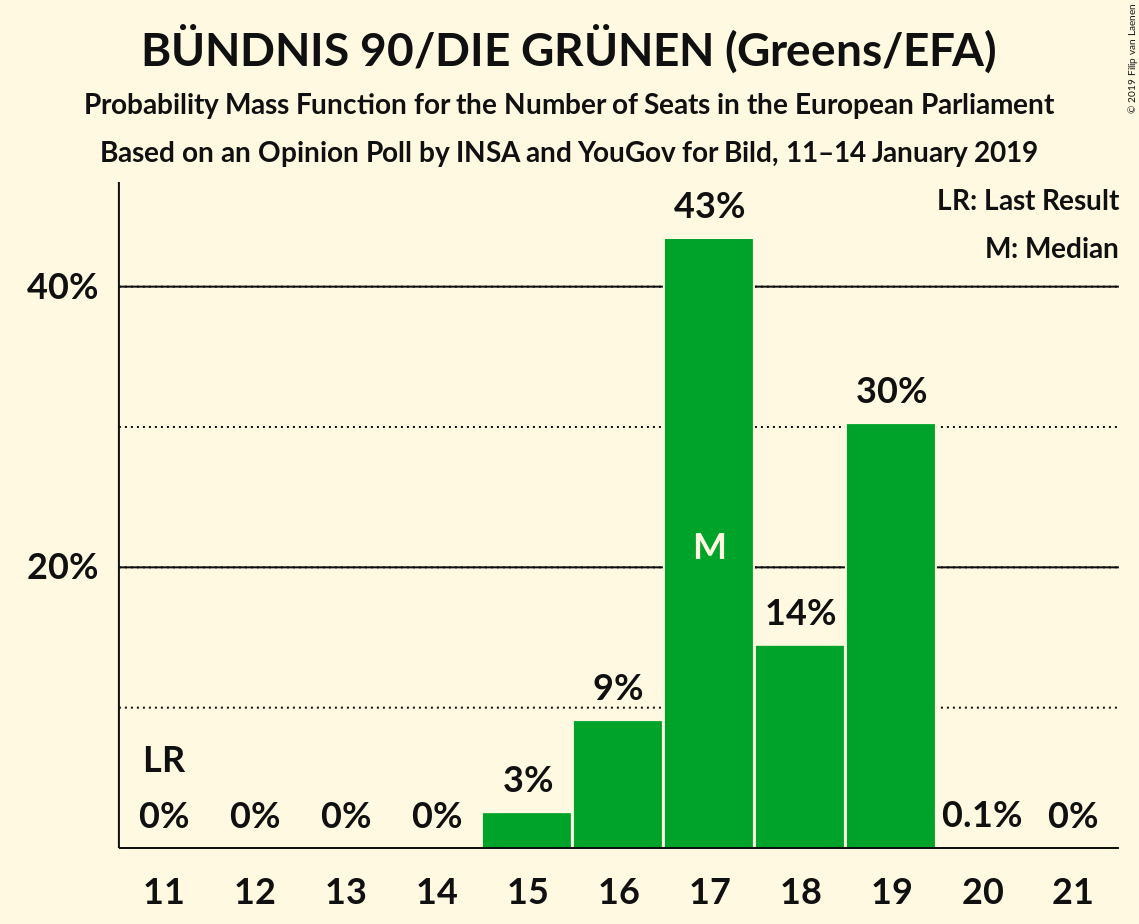 BÜNDNIS 90/DIE GRÜNEN (Greens/EFA)
Probability Mass Function for the Number of Seats in the European Parliament
Based on an Opinion Poll by INSA and YouGov for Bild, 11–14 January 2019
© 2019 Filip van Laenen
LR: Last Result
M: Median
40%
20%
43%
30%
M
14%
9%
LR
3%
0% 0% 0% 0% 0.1% 0%
11 12 13 14 15 16 17 18 19 20 21